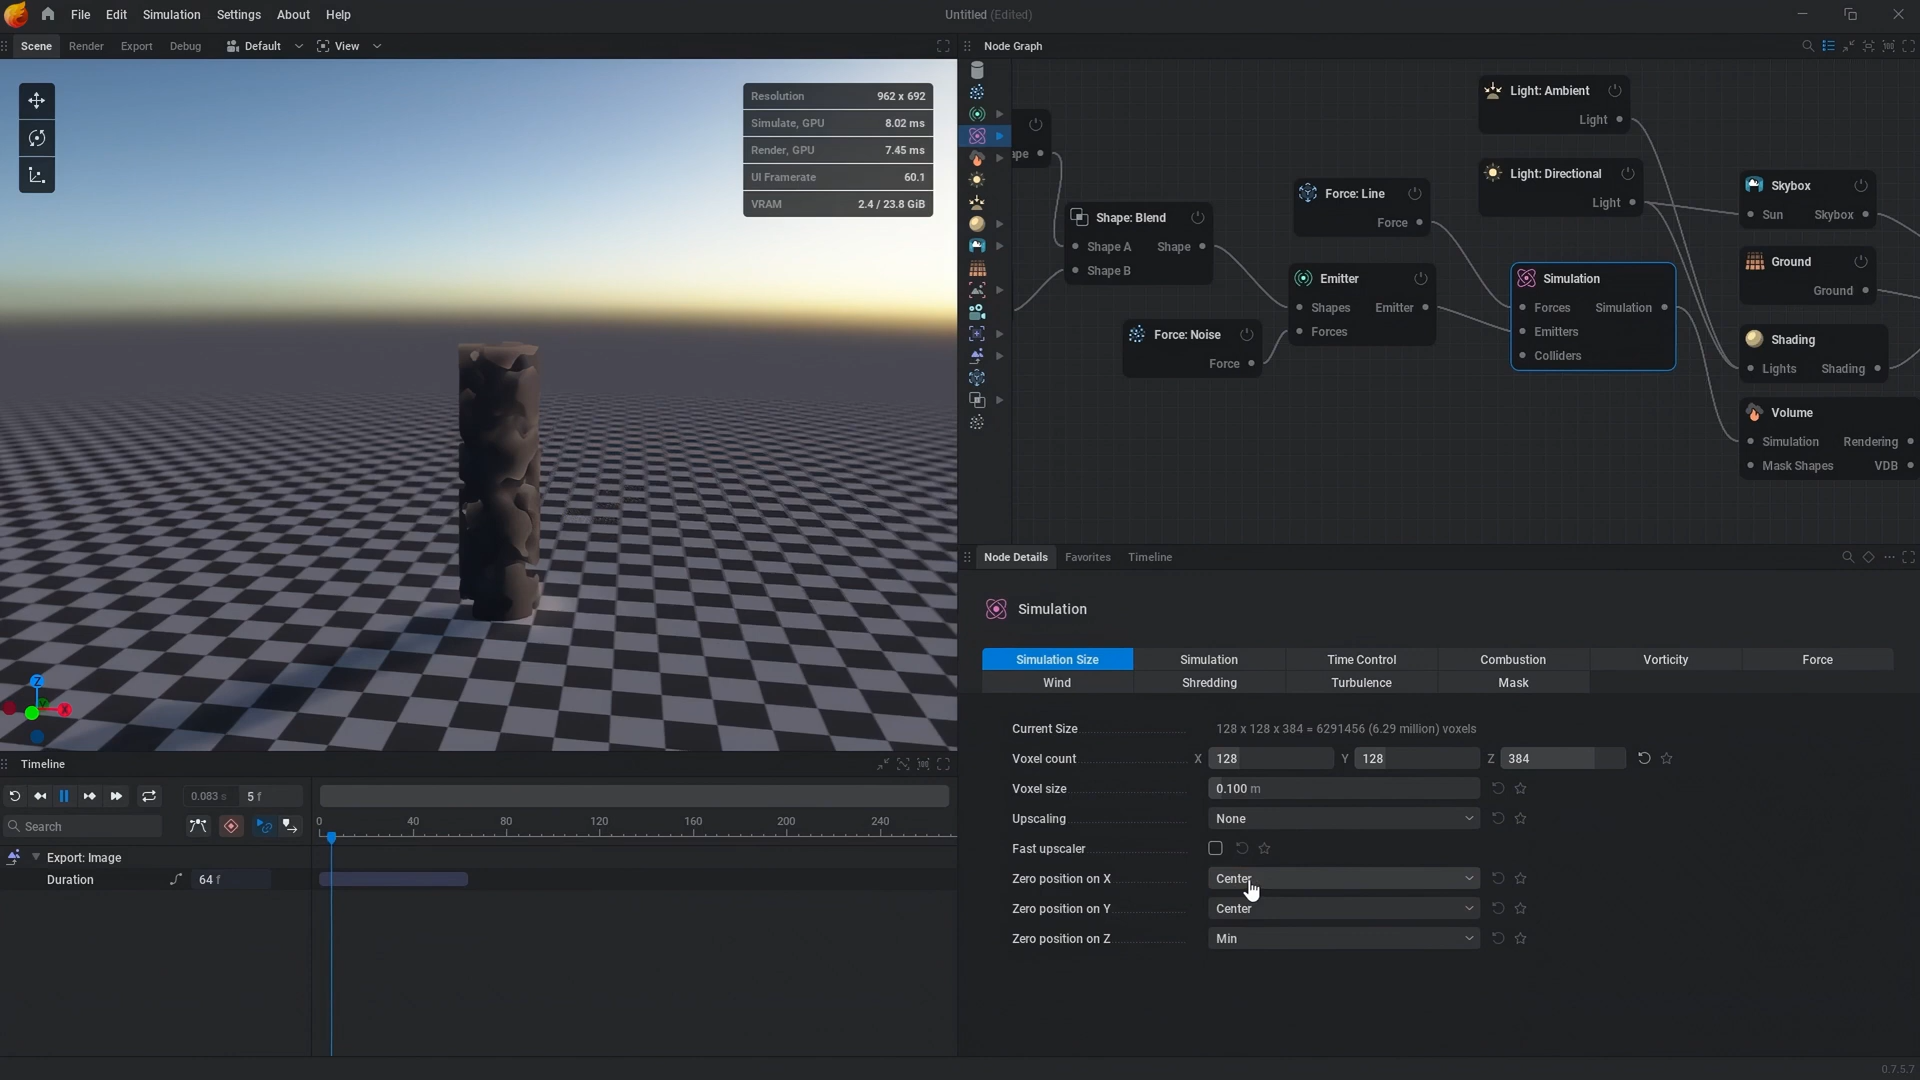 File Edit Simulation Settings About Help
Untitled (Edited)
Scene Render Export Debug Default View
Resolution 962 x 692
Simulate, GPU 8.02 ms
Render, GPU 7.45 ms
UI Framerate 60.1
VRAM 2.4 / 23.8 GiB
Z
X
Node Graph
ape
Shape: Blend
Shape A Shape
Shape B
Force: Noise
Force
Force: Line
Force
Emitter
Shapes Emitter
Forces
Light: Ambient
Light
Light: Directional
Light
Simulation
Forces Simulation
Emitters
Colliders
Skybox
Sun Skybox
Ground
Ground
Shading
Lights Shading
Volume
Simulation Rendering
Mask Shapes VDB
Timeline
0.083 s 5 f
Search
0 40 80 120 160 200 240
Export: Image
Duration 64 f
Node Details Favorites Timeline
Simulation
Simulation Size Simulation Time Control Combustion Vorticity Force
Wind Shredding Turbulence Mask
Current Size 128 x 128 x 384 = 6291456 (6.29 million) voxels
Voxel count X 128 Y 128 Z 384
Voxel size 0.100 m
Upscaling None
Fast upscaler
Zero position on X Center
Zero position on Y Center
Zero position on Z Min
0.7.5.7